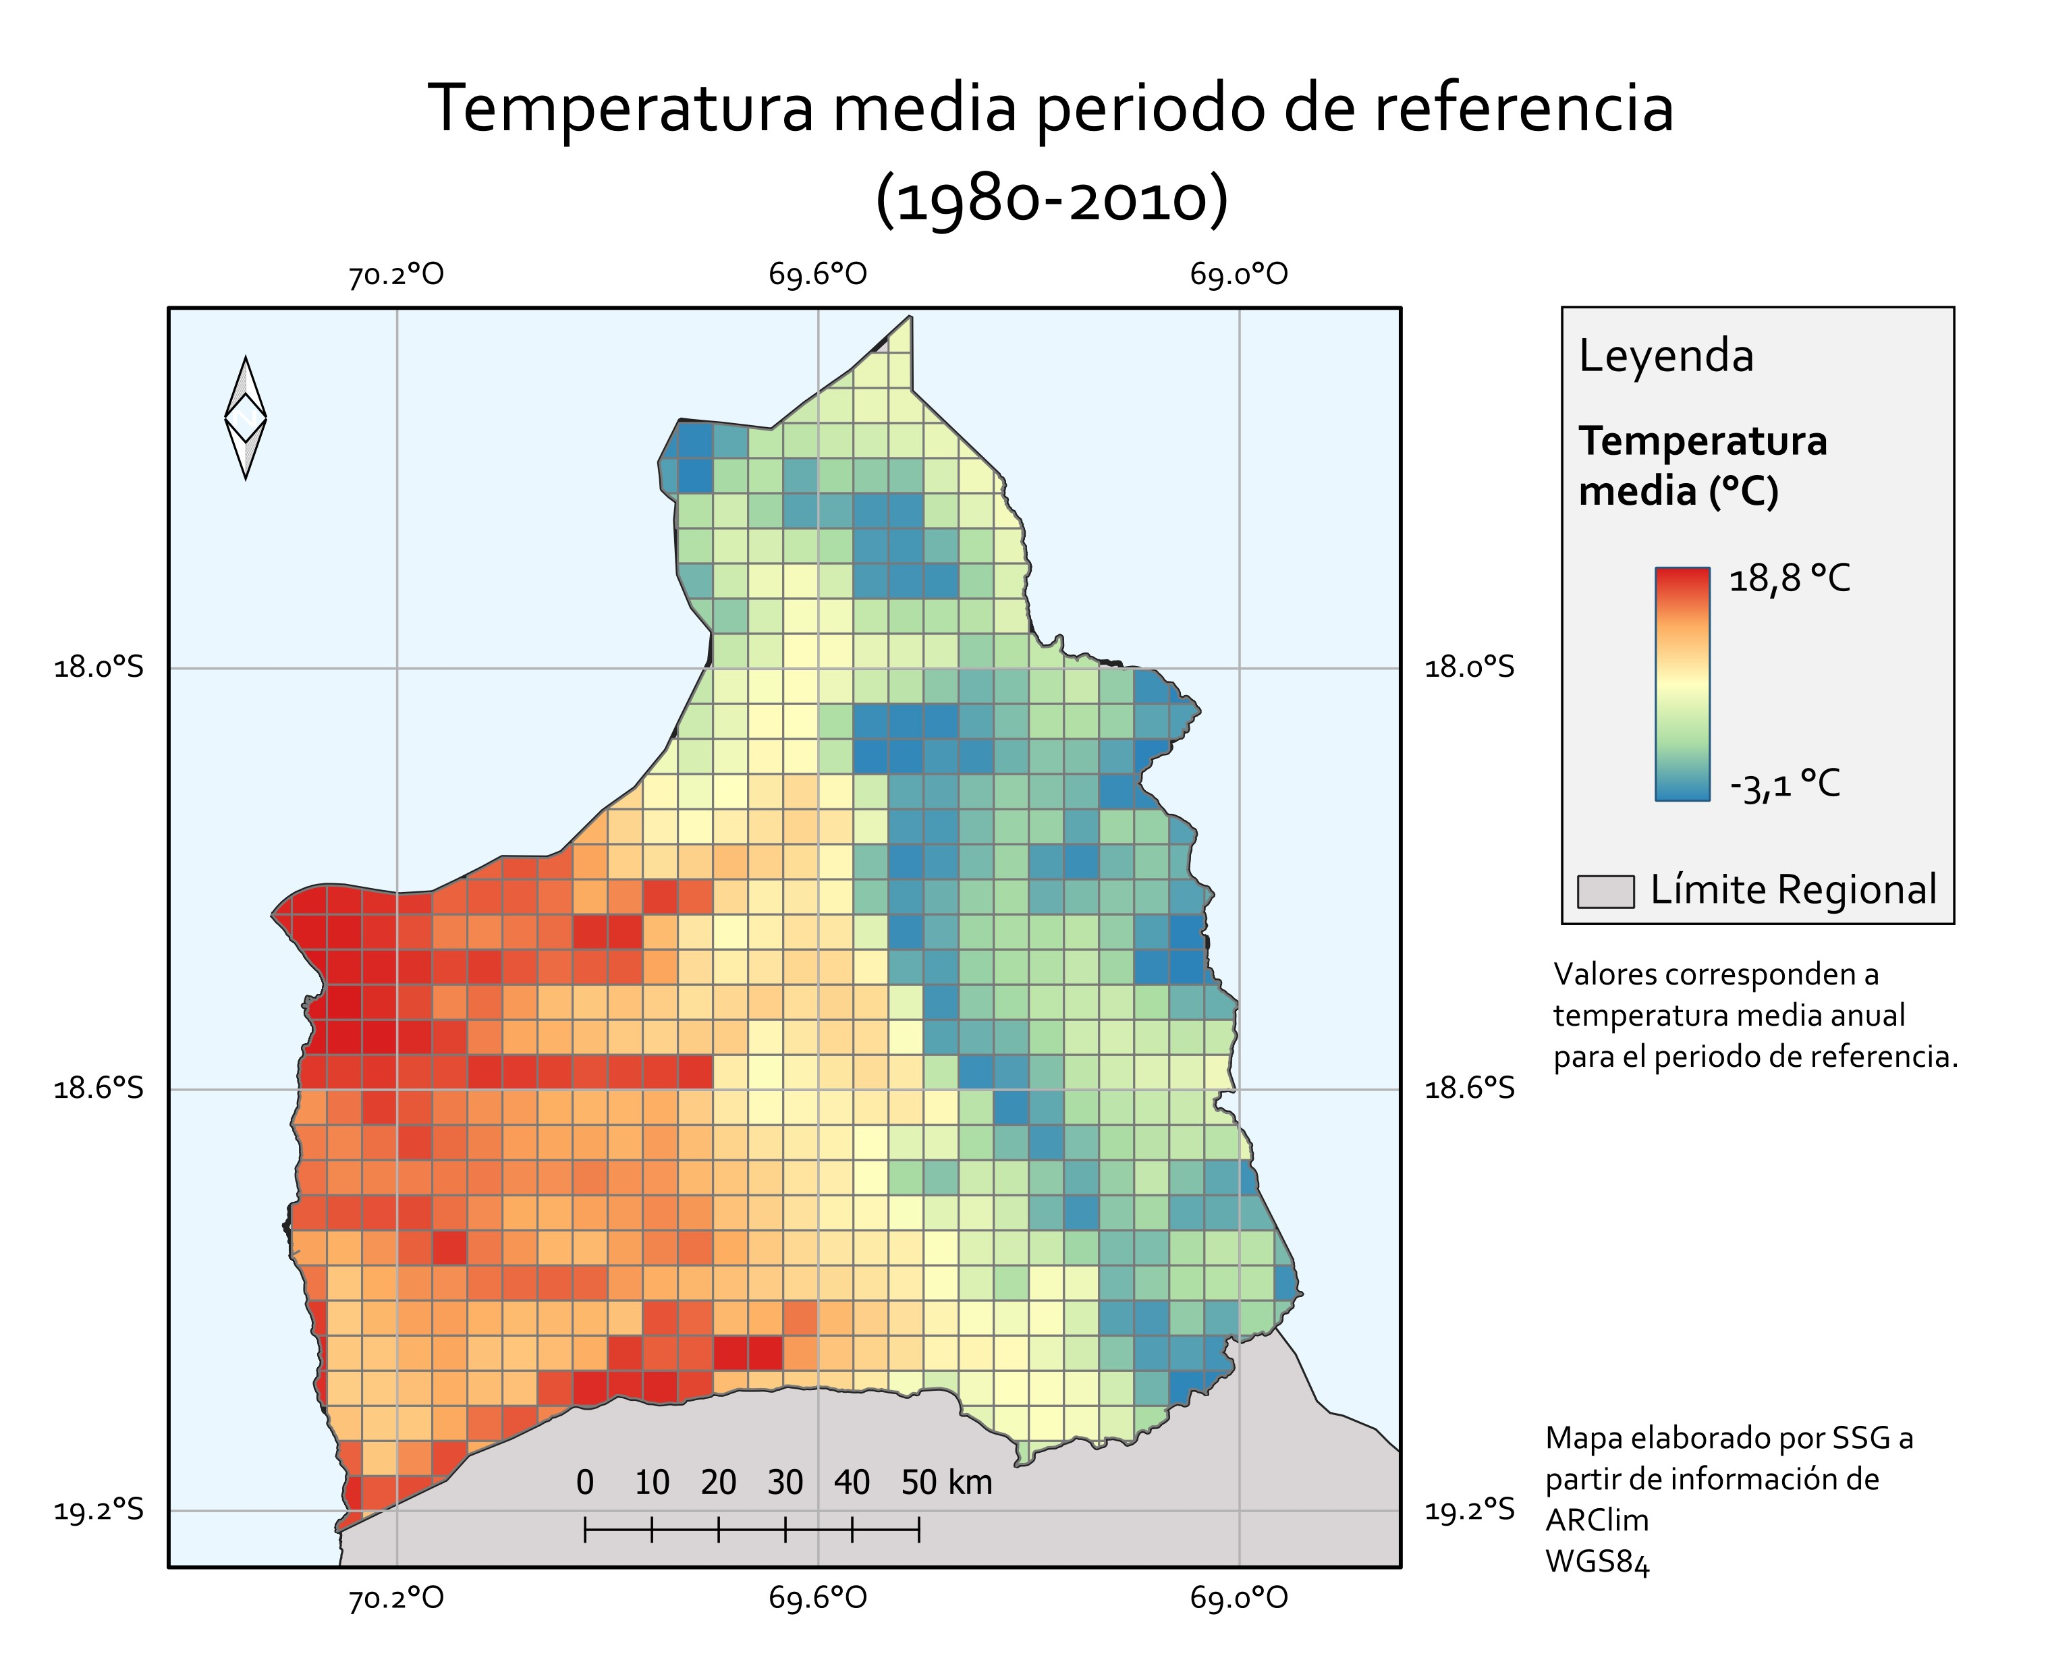 Temperatura media periodo de referencia
(1980-2010)
70.2°O 69.6°O 69.0°O
18.0°S 18.0°S
18.6°S 18.6°S
19.2°S 19.2°S
0 10 20 30 40 50 km
70.2°O 69.6°O 69.0°O
Leyenda
Temperatura
media (°C)
18,8 °C
-3,1 °C
Límite Regional
Valores corresponden a
temperatura media anual
para el periodo de referencia.
Mapa elaborado por SSG a
partir de información de
ARClim
WGS84